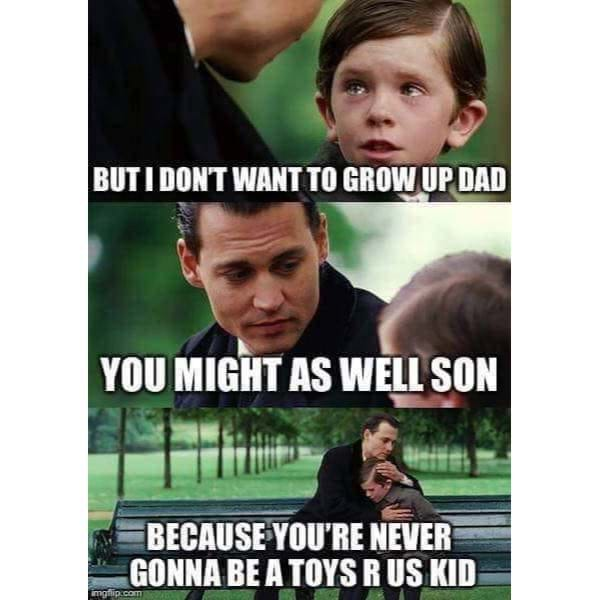 BUT I DON'T WANT TO GROW UP DAD
YOU MIGHT AS WELL SON
BECAUSE YOU'RE NEVER
GONNA BE A TOYS R US KID
imgflip.com